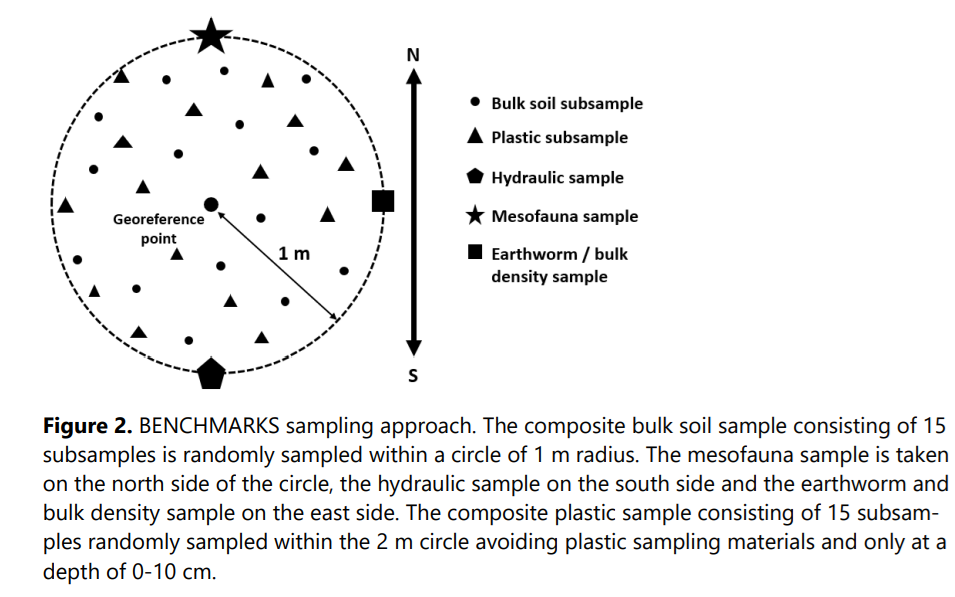 N
Bulk soil subsample
Plastic subsample
Hydraulic sample
Mesofauna sample
Earthworm / bulk
density sample
Georeference
point
1 m
S
Figure 2. BENCHMARKS sampling approach. The composite bulk soil sample consisting of 15
subsamples is randomly sampled within a circle of 1 m radius. The mesofauna sample is taken
on the north side of the circle, the hydraulic sample on the south side and the earthworm and
bulk density sample on the east side. The composite plastic sample consisting of 15 subsam-
ples randomly sampled within the 2 m circle avoiding plastic sampling materials and only at a
depth of 0-10 cm.